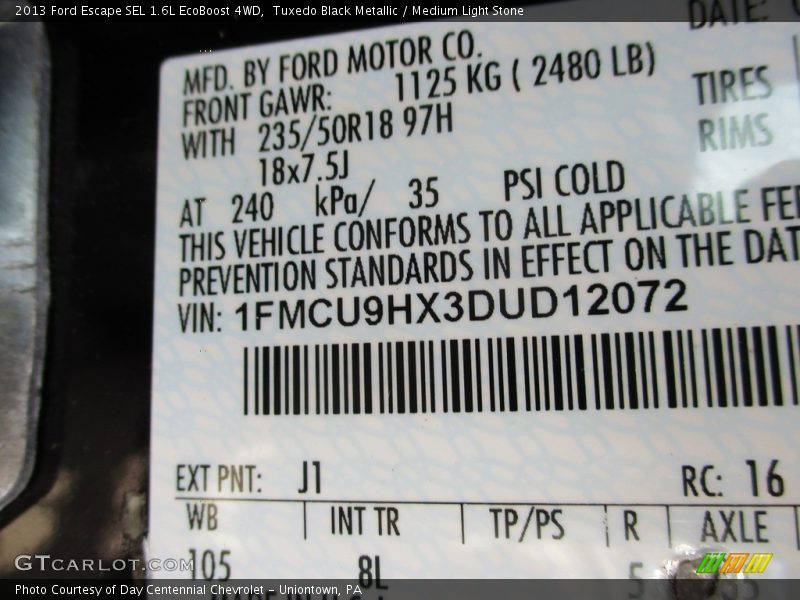 2013 Ford Escape SEL 1.6L EcoBoost 4WD,  Tuxedo Black Metallic / Medium Light Stone
DATE:
MFD. BY FORD MOTOR CO.
FRONT GAWR: 1125 KG ( 2480 LB) TIRES
WITH 235/50R18 97H RIMS
18x7.5J
AT 240 kPa/ 35 PSI COLD
THIS VEHICLE CONFORMS TO ALL APPLICABLE FE
PREVENTION STANDARDS IN EFFECT ON THE DAT
VIN: 1FMCU9HX3DUD12072
EXT PNT: J1 RC: 16
WB INT TR TP/PS R AXLE
105 8L 5
GTCARLOT.COM
Photo Courtesy of Day Centennial Chevrolet - Uniontown, PA